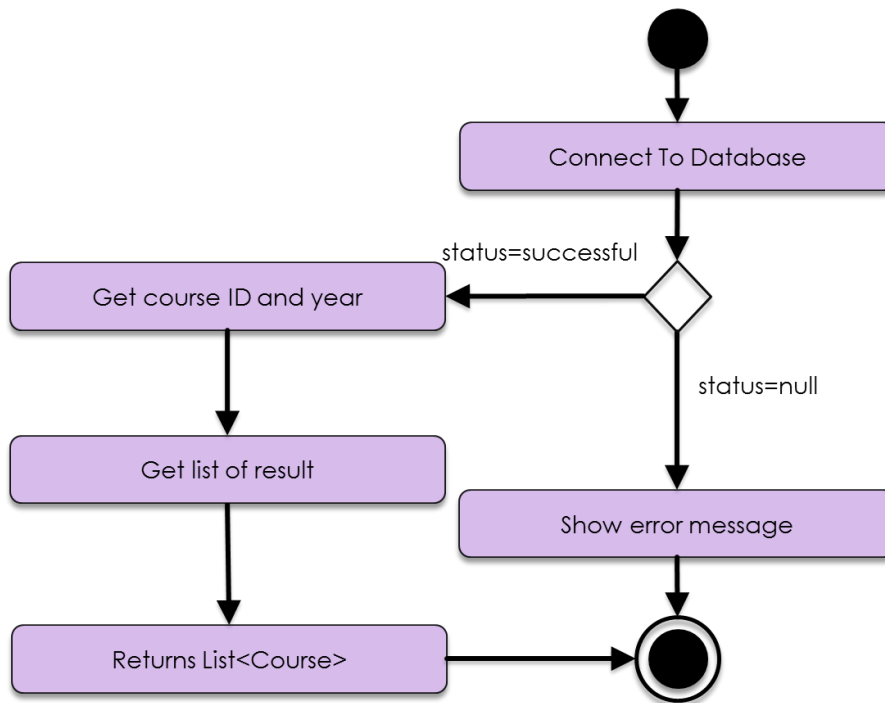 Connect To Database
status=successful
Get course ID and year
status=null
Get list of result
Show error message
Returns List<Course>